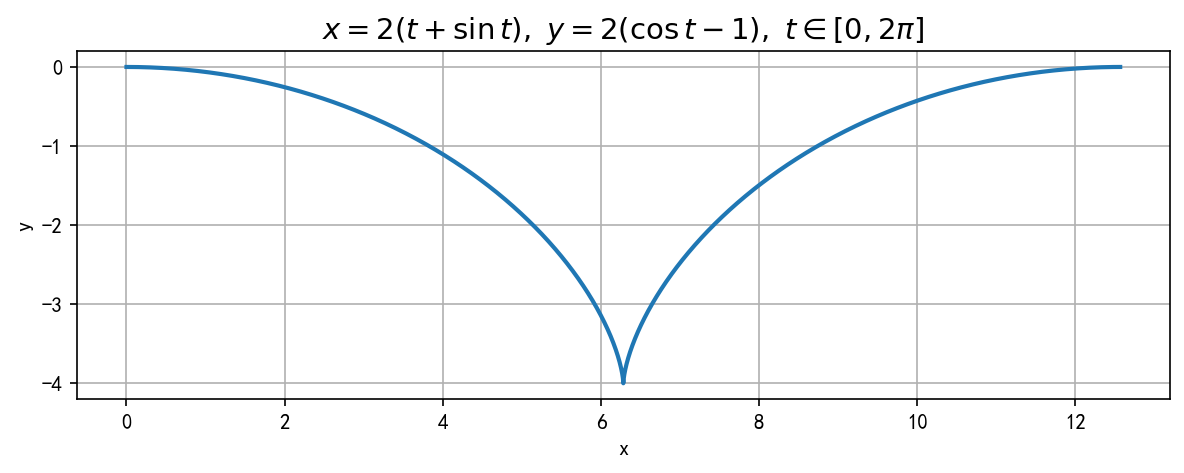 x = 2(t + sin t), y = 2(cos t − 1), t ∈ [0, 2π]
0
−1
−2
−3
−4
y
0 2 4 6 8 10 12
x